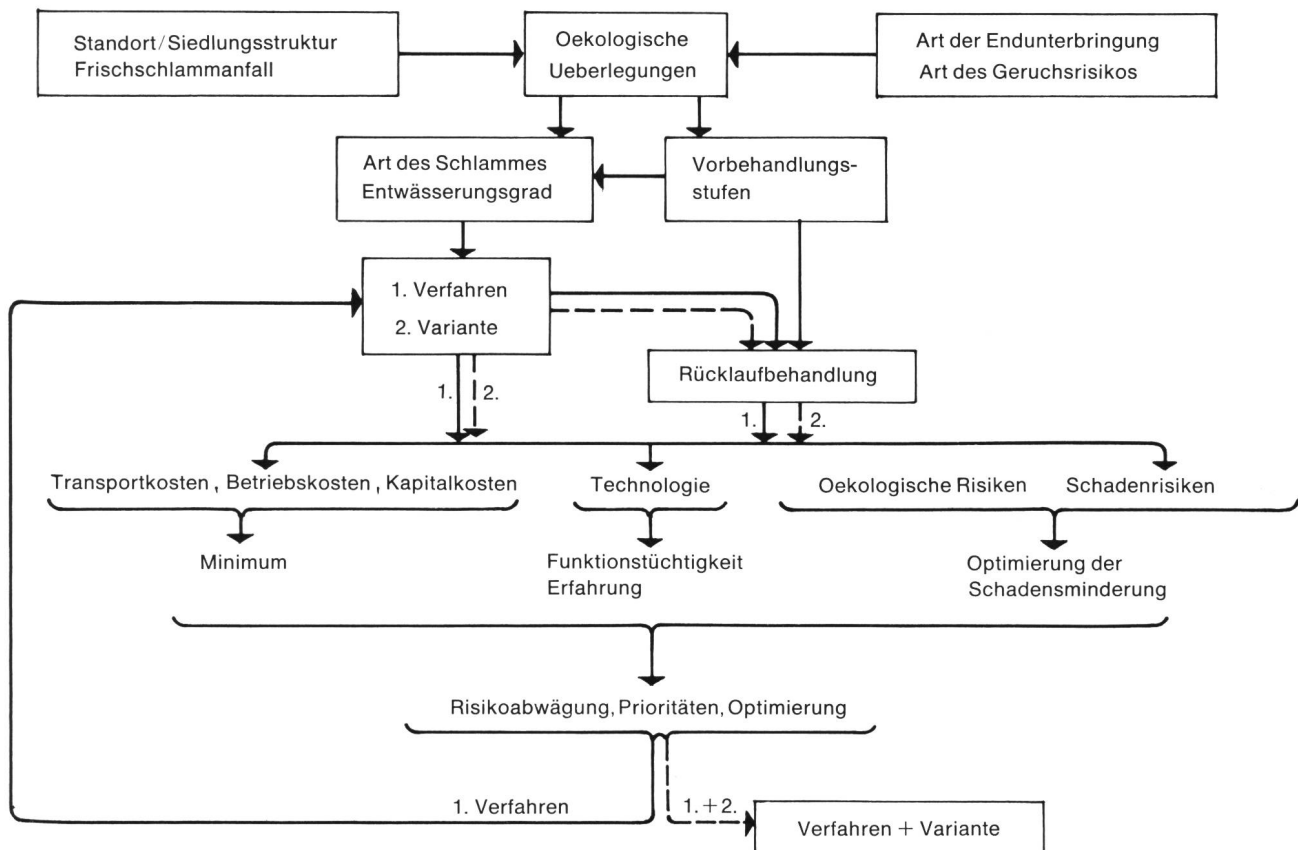 Standort/Siedlungsstruktur
Frischschlammanfall
Oekologische
Ueberlegungen
Art der Endunterbringung
Art des Geruchsrisikos
Art des Schlammes
Entwässerungsgrad
Vorbehandlungs-
stufen
1. Verfahren
2. Variante
Rücklaufbehandlung
1.
2.
1.
2.
Transportkosten, Betriebskosten, Kapitalkosten
Technologie
Oekologische Risiken
Schadenrisiken
Minimum
Funktionstüchtigkeit
Erfahrung
Optimierung der
Schadensminderung
Risikoabwägung, Prioritäten, Optimierung
1. Verfahren
1.+2.
Verfahren + Variante